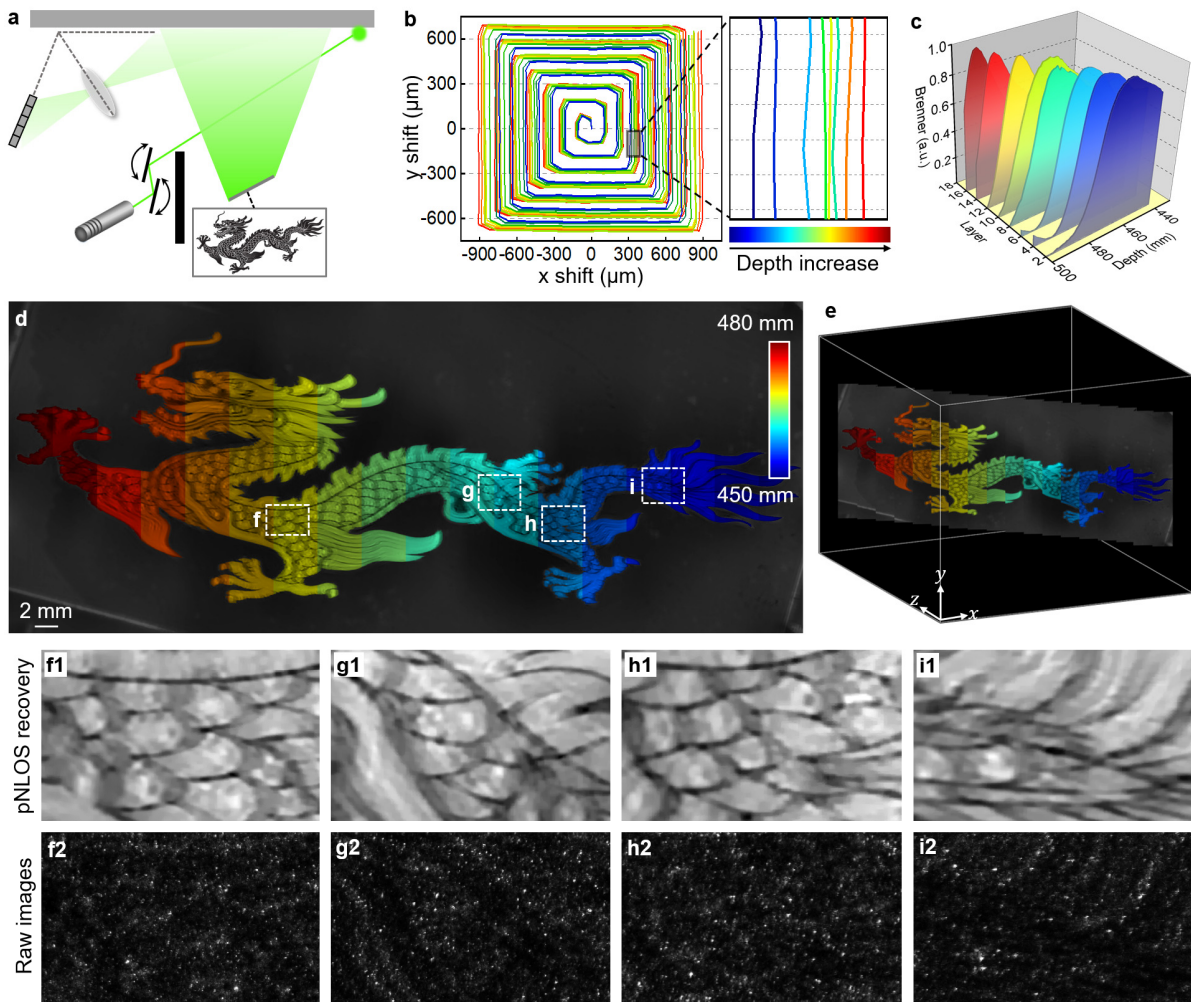 a
b
600
300
0
-300
-600
y shift (µm)
-900
-600
-300
0
300
600
900
x shift (µm)
Depth increase
c
1.0
0.8
0.6
0.4
0.2
Brenner (a.u.)
18
16
14
12
10
8
6
4
2
Layer
500
480
460
440
Depth (mm)
d
480 mm
450 mm
f
g
h
i
2 mm
e
y
z
x
pNLOS recovery
f1
g1
h1
i1
Raw images
f2
g2
h2
i2